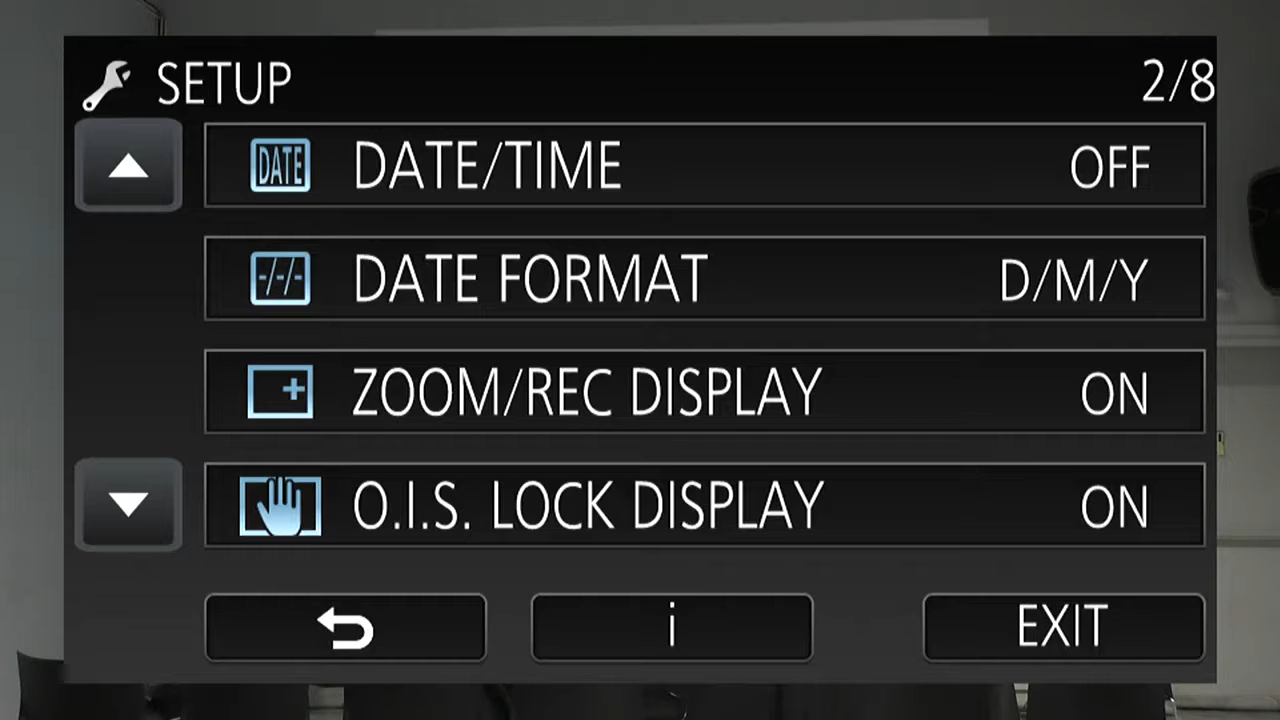 SETUP 2/8
DATE DATE/TIME OFF
-/-/- DATE FORMAT D/M/Y
ZOOM/REC DISPLAY ON
O.I.S. LOCK DISPLAY ON
i EXIT